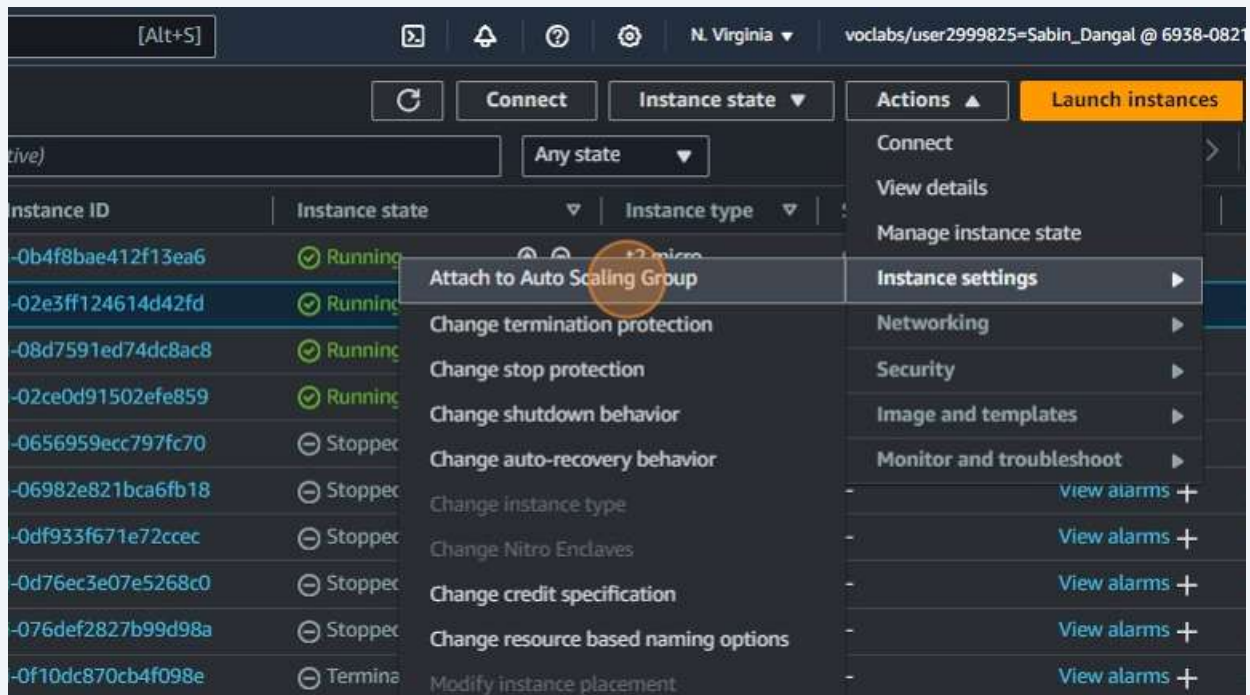 [Alt+S] N. Virginia ▼ voclabs/user2999825=Sabin_Dangal @ 6938-0821
Connect Instance state ▼ Actions ▲ Launch instances
tive) Any state ▼
Instance ID Instance state Instance type
Connect
View details
Manage instance state
Instance settings
Networking
Security
Image and templates
Monitor and troubleshoot
-0b4f8bae412f13ea6 Running t2.micro
-02e3ff124614d42fd Running
-08d7591ed74dc8ac8 Running
-02ce0d91502efe859 Running
-0656959ecc797fc70 Stopped
-06982e821bca6fb18 Stopped - View alarms +
-0df933f671e72ccec Stopped - View alarms +
-0d76ec3e07e5268c0 Stopped - View alarms +
-076def2827b99d98a Stopped - View alarms +
-0f10dc870cb4f098e Termina - View alarms +
Attach to Auto Scaling Group
Change termination protection
Change stop protection
Change shutdown behavior
Change auto-recovery behavior
Change instance type
Change Nitro Enclaves
Change credit specification
Change resource based naming options
Modify instance placement